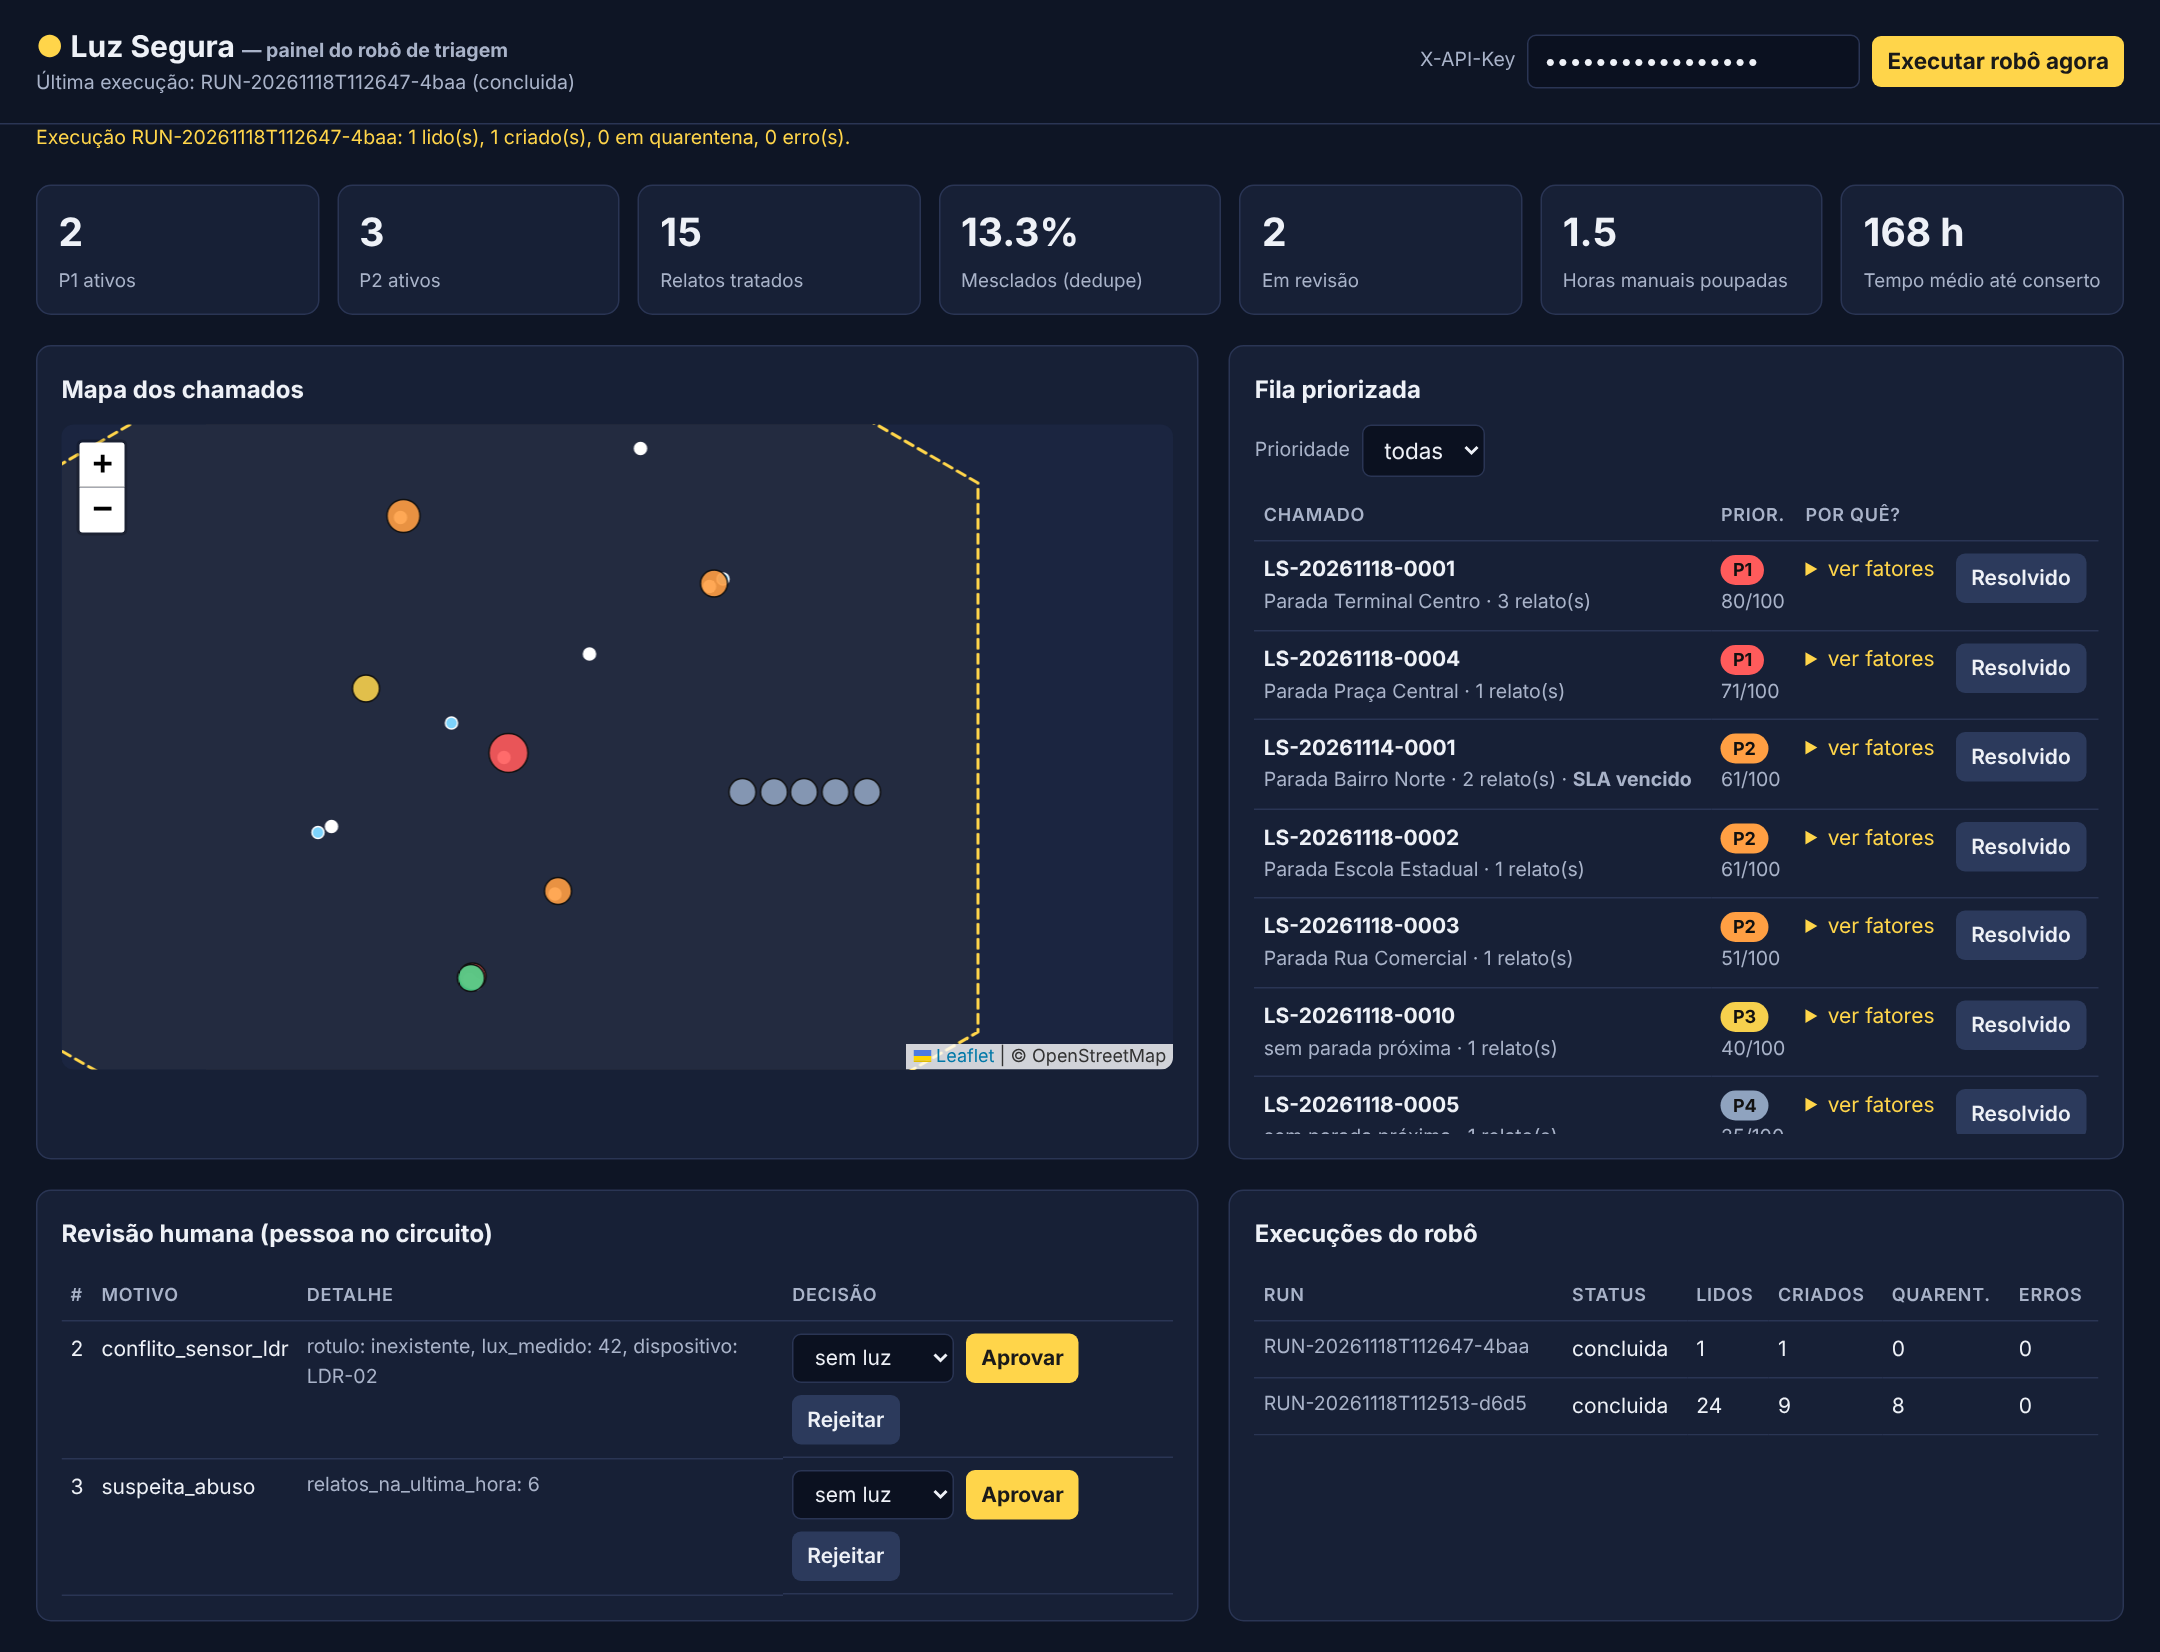 Luz Segura — painel do robô de triagem
Última execução: RUN-20261118T112647-4baa (concluida)
X-API-Key •••••••••••••••••
Executar robô agora
Execução RUN-20261118T112647-4baa: 1 lido(s), 1 criado(s), 0 em quarentena, 0 erro(s).
2
P1 ativos
3
P2 ativos
15
Relatos tratados
13.3%
Mesclados (dedupe)
2
Em revisão
1.5
Horas manuais poupadas
168 h
Tempo médio até conserto
Mapa dos chamados
+
−
Leaflet | © OpenStreetMap
Fila priorizada
Prioridade todas
CHAMADO PRIOR. POR QUÊ?
LS-20261118-0001 P1 ver fatores Resolvido
Parada Terminal Centro · 3 relato(s) 80/100
LS-20261118-0004 P1 ver fatores Resolvido
Parada Praça Central · 1 relato(s) 71/100
LS-20261114-0001 P2 ver fatores Resolvido
Parada Bairro Norte · 2 relato(s) · SLA vencido 61/100
LS-20261118-0002 P2 ver fatores Resolvido
Parada Escola Estadual · 1 relato(s) 61/100
LS-20261118-0003 P2 ver fatores Resolvido
Parada Rua Comercial · 1 relato(s) 51/100
LS-20261118-0010 P3 ver fatores Resolvido
sem parada próxima · 1 relato(s) 40/100
LS-20261118-0005 P4 ver fatores Resolvido
sem parada próxima · 1 relato(s)
Revisão humana (pessoa no circuito)
# MOTIVO DETALHE DECISÃO
2 conflito_sensor_ldr rotulo: inexistente, lux_medido: 42, dispositivo: sem luz Aprovar
LDR-02
Rejeitar
3 suspeita_abuso relatos_na_ultima_hora: 6 sem luz Aprovar
Rejeitar
Execuções do robô
RUN STATUS LIDOS CRIADOS QUARENT. ERROS
RUN-20261118T112647-4baa concluida 1 1 0 0
RUN-20261118T112513-d6d5 concluida 24 9 8 0